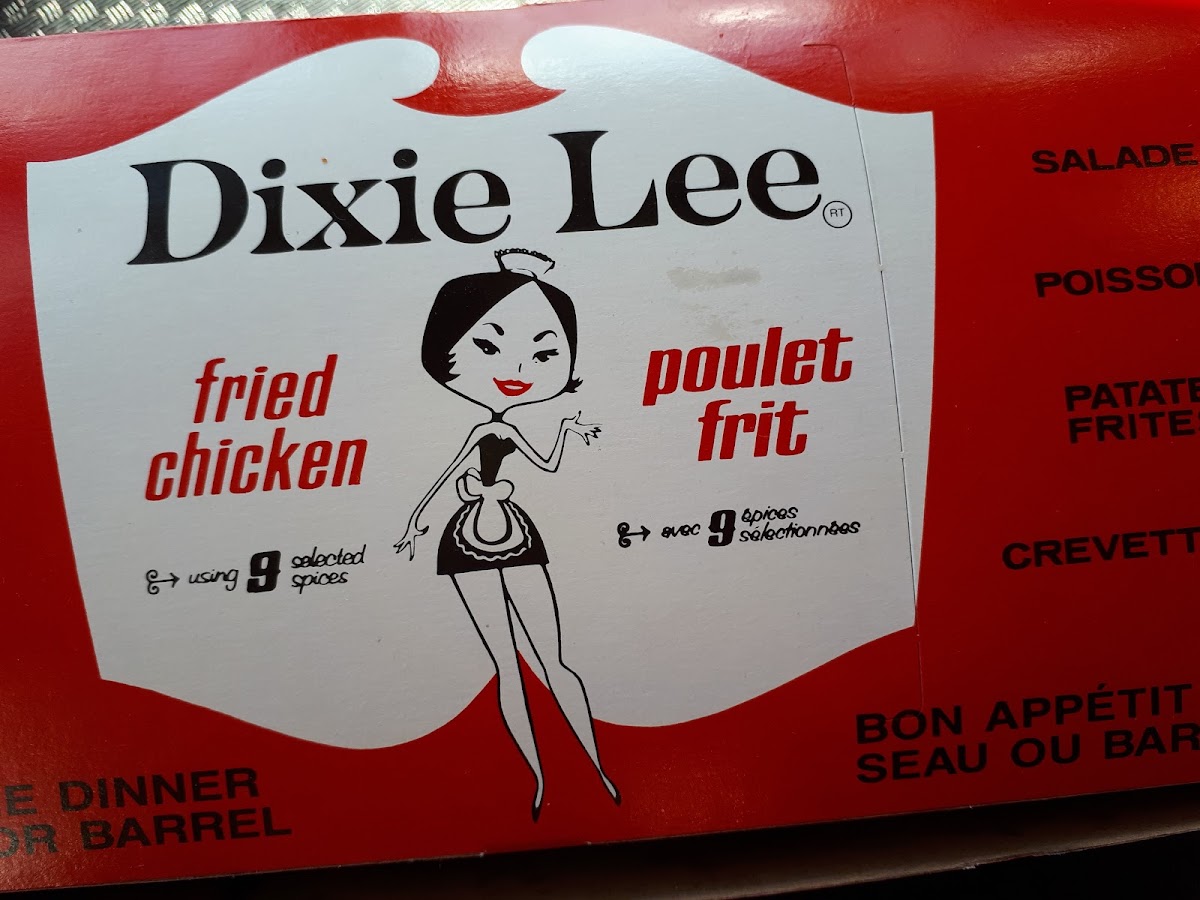 Dixie Lee
RT
fried
chicken
using 9 selected
spices
poulet
frit
avec 9 épices
sélectionnées
SALADE
PATATE
FRITE
BON APPÉTIT
SEAU OU BAR
E DINNER
OR BARREL
POISSO
CREVETT